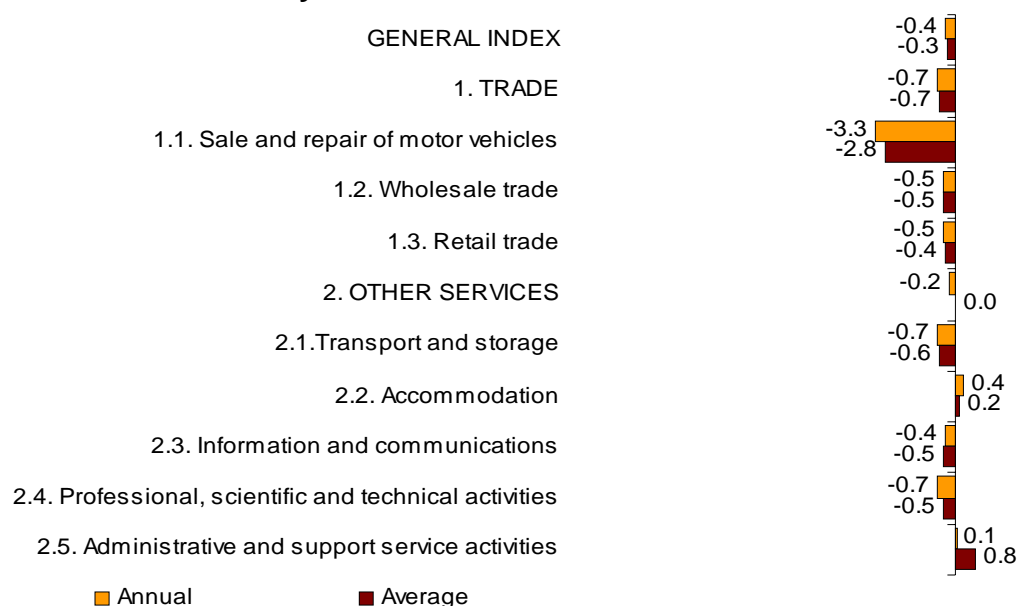 GENERAL INDEX
-0.4
-0.3
1. TRADE
-0.7
-0.7
1.1. Sale and repair of motor vehicles
-3.3
-2.8
1.2. Wholesale trade
-0.5
-0.5
1.3. Retail trade
-0.5
-0.4
2. OTHER SERVICES
-0.2
0.0
2.1.Transport and storage
-0.7
-0.6
2.2. Accommodation
0.4
0.2
2.3. Information and communications
-0.4
-0.5
2.4. Professional, scientific and technical activities
-0.7
-0.5
2.5. Administrative and support service activities
0.1
0.8
Annual
Average